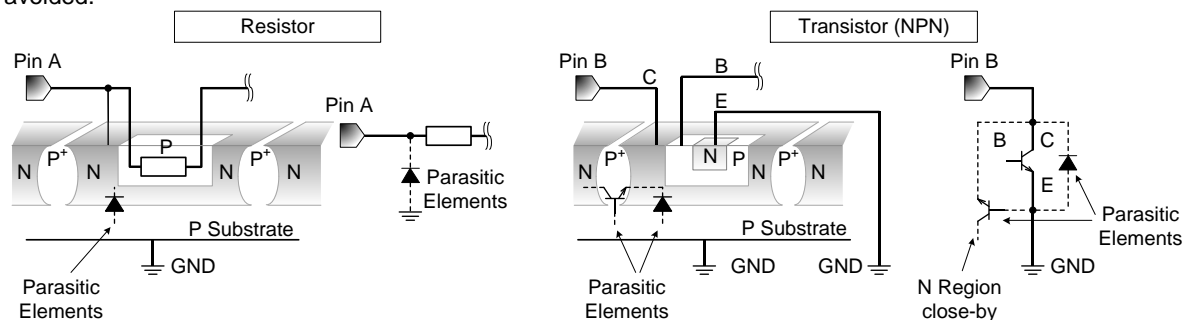 avoided.
Resistor
Transistor (NPN)
Pin A
Pin B
Pin B
C
B
E
Pin A
P
N
P+
N
N
P+
N
Parasitic
Elements
P Substrate
GND
Parasitic
Elements
N
P+
N
N
P
N
P+
N
P Substrate
GND
GND
Parasitic
Elements
B
C
E
Parasitic
Elements
GND
N Region
close-by